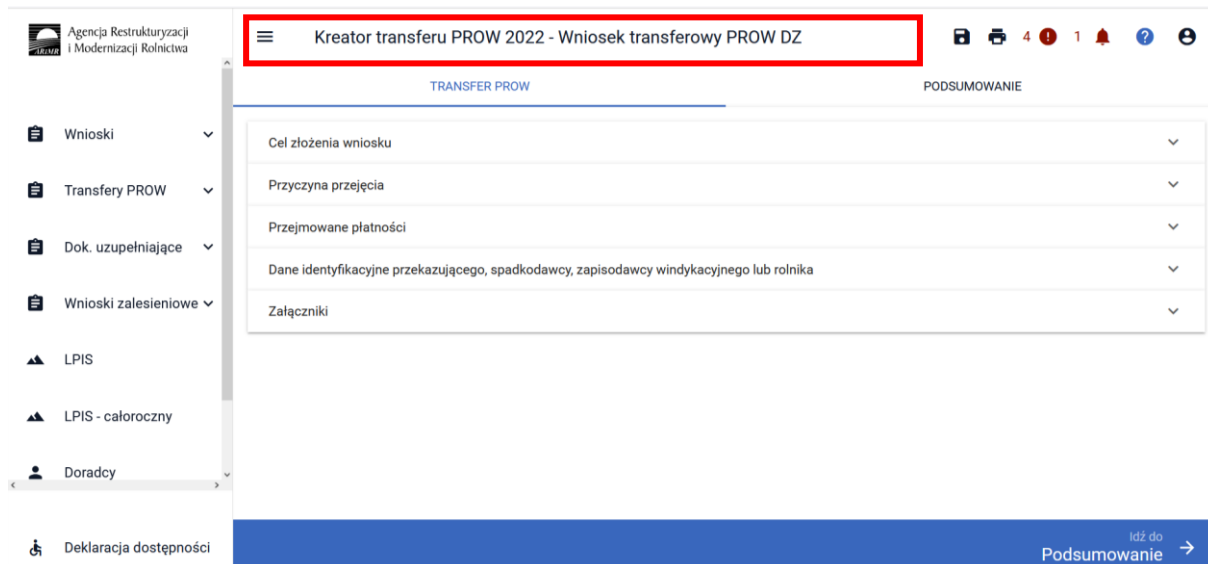 Agencja Restrukturyzacji
i Modernizacji Rolnictwa
ARiMR
Kreator transferu PROW 2022 - Wniosek transferowy PROW DZ
4 1
TRANSFER PROW
PODSUMOWANIE
Wnioski
Transfery PROW
Dok. uzupełniające
Wnioski zalesieniowe
LPIS
LPIS - całoroczny
Doradcy
Deklaracja dostępności
Cel złożenia wniosku
Przyczyna przejęcia
Przejmowane płatności
Dane identyfikacyjne przekazującego, spadkodawcy, zapisodawcy windykacyjnego lub rolnika
Załączniki
Idź do
Podsumowanie